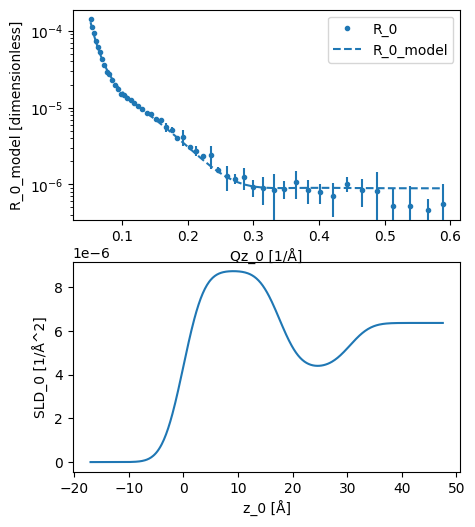 10^-4
10^-5
10^-6
R_0_model [dimensionless]
R_0
R_0_model
0.1 0.2 0.3 0.4 0.5 0.6
Qz_0 [1/Å]
1e-6
8
6
4
2
0
SLD_0 [1/Å^2]
−20 −10 0 10 20 30 40 50
z_0 [Å]